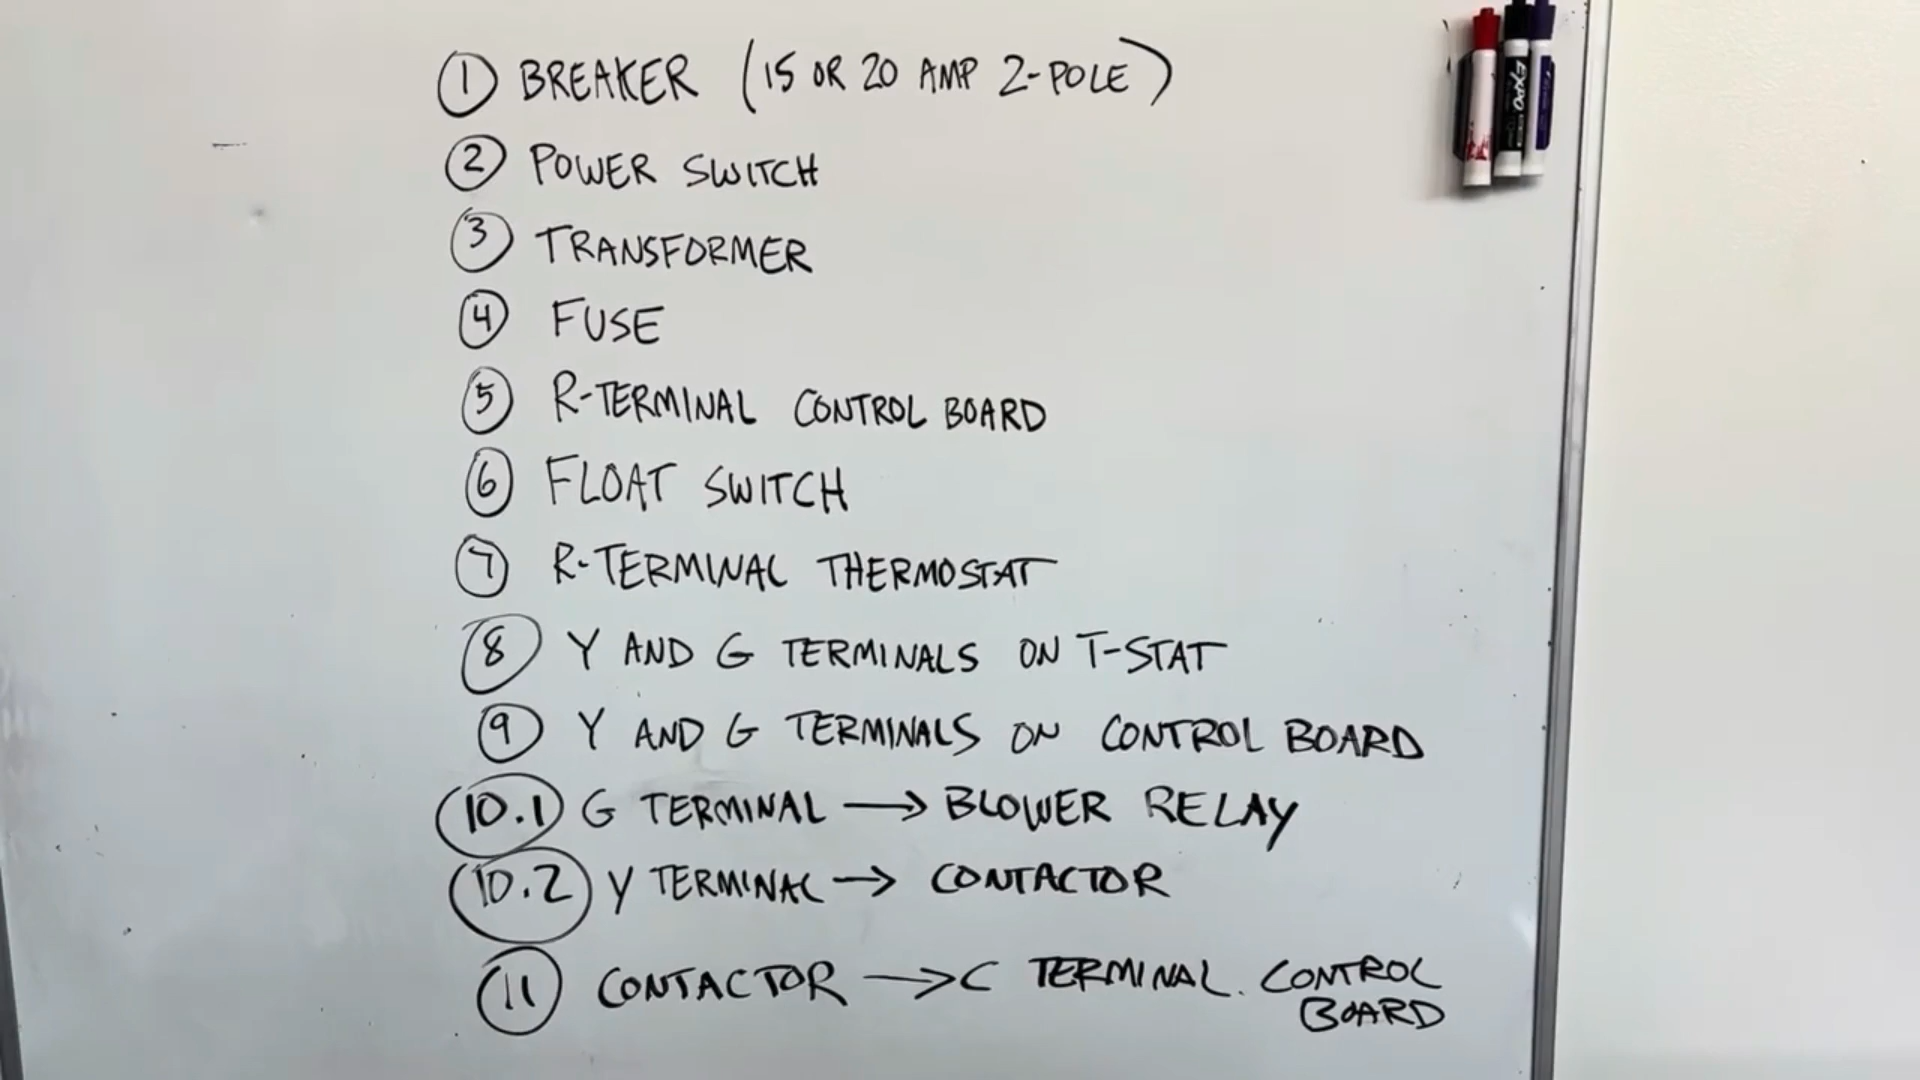 1 BREAKER (15 OR 20 AMP 2-POLE)
2 POWER SWITCH
3 TRANSFORMER
4 FUSE
5 R-TERMINAL CONTROL BOARD
6 FLOAT SWITCH
7 R-TERMINAL THERMOSTAT
8 Y AND G TERMINALS ON T-STAT
9 Y AND G TERMINALS ON CONTROL BOARD
10.1 G TERMINAL → BLOWER RELAY
10.2 Y TERMINAL → CONTACTOR
11 CONTACTOR → C TERMINAL. CONTROL
BOARD
EXPO